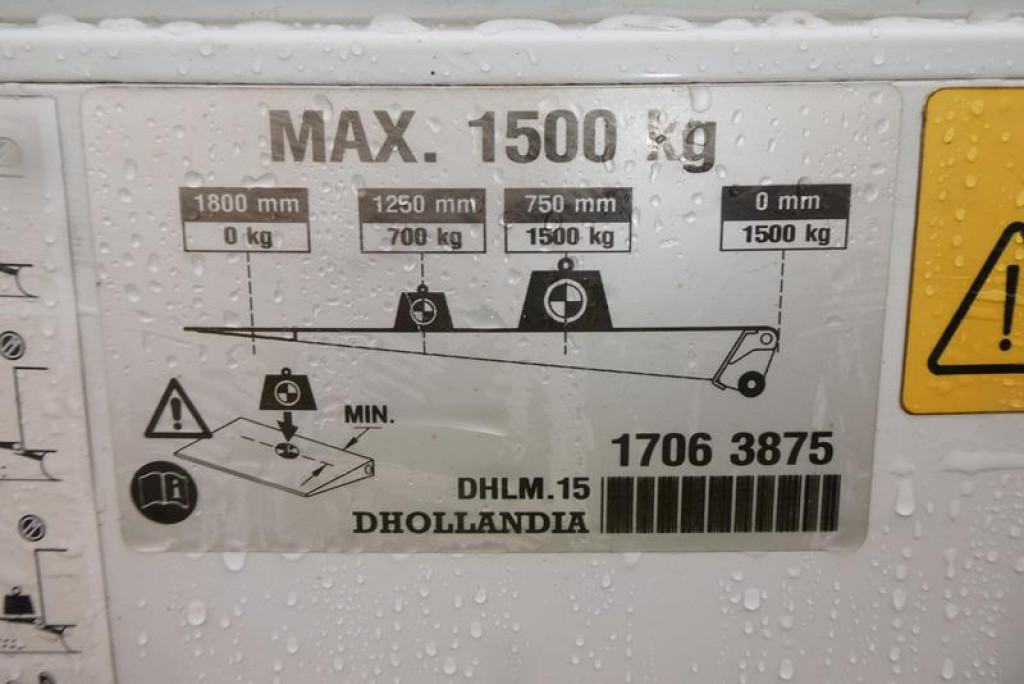 MAX. 1500 kg
1800 mm 1250 mm 750 mm 0 mm
0 kg 700 kg 1500 kg 1500 kg
MIN.
1706 3875
DHLM.15
DHOLLANDIA